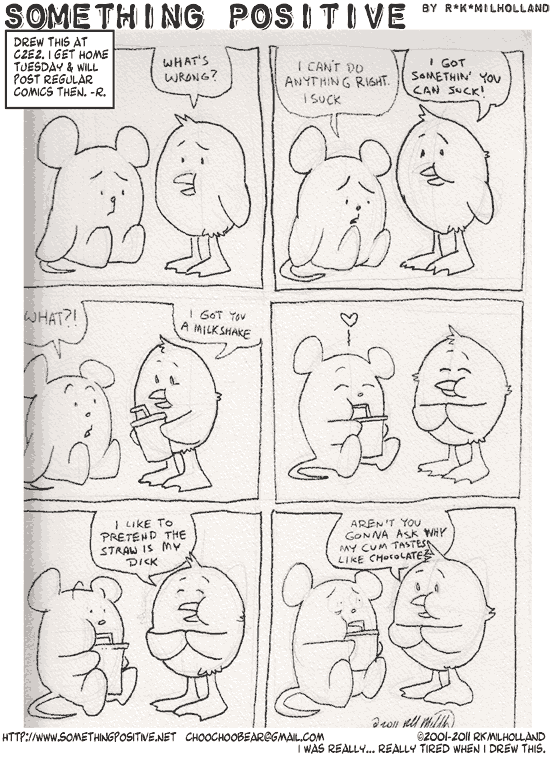 SOMETHING POSITIVE BY R*K*MILHOLLAND
DREW THIS AT
C2E2. I GET HOME
TUESDAY & WILL
POST REGULAR
COMICS THEN. -R.
WHAT'S
WRONG?
I CAN'T DO
ANYTHING RIGHT.
I SUCK
I GOT
SOMETHIN' YOU
CAN SUCK!
WHAT?!
I GOT YOU
A MILKSHAKE
I LIKE TO
PRETEND THE
STRAW IS MY
DICK
AREN'T YOU
GONNA ASK WHY
MY CUM TASTES
LIKE CHOCOLATE?
2011
HTTP://WWW.SOMETHINGPOSITIVE.NET CHOOCHOOBEAR@GMAIL.COM ©2001-2011 RKMILHOLLAND
I WAS REALLY... REALLY TIRED WHEN I DREW THIS.